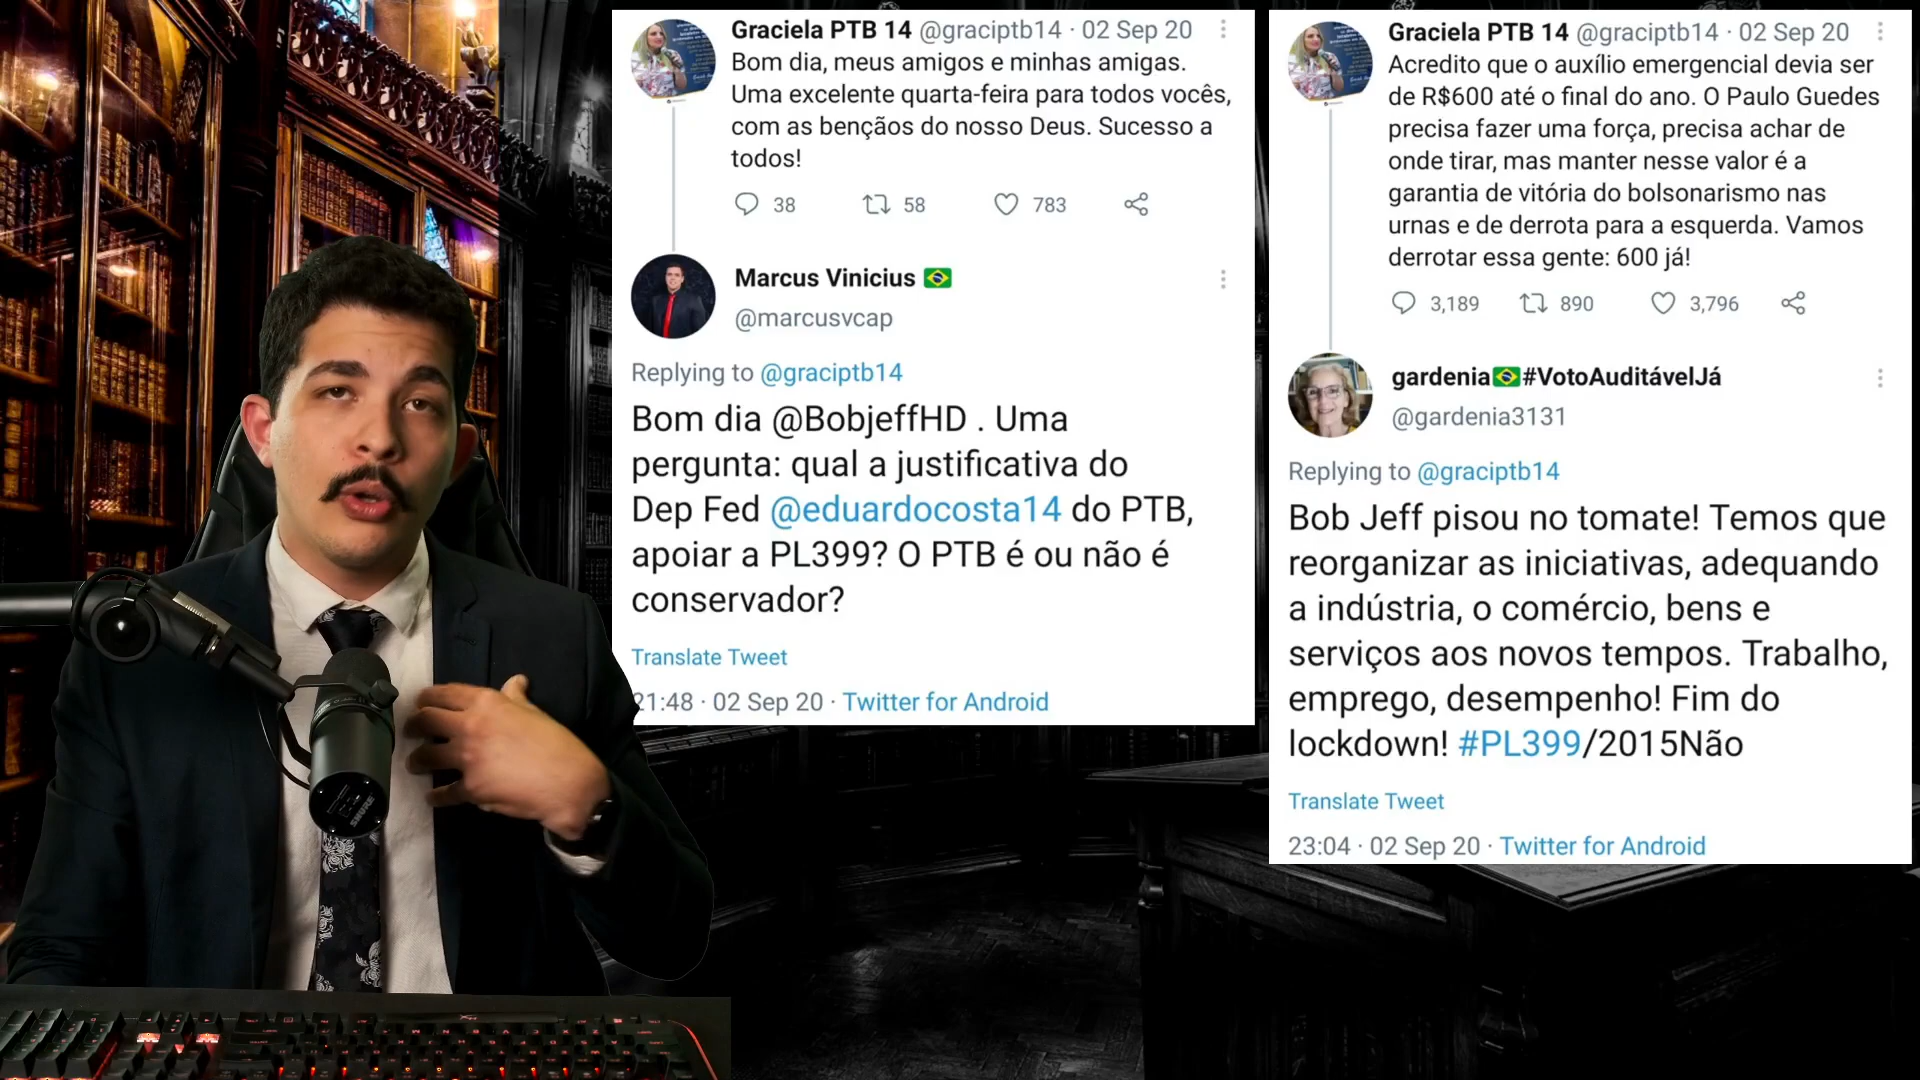 Graciela PTB 14 @graciptb14 · 02 Sep 20
Bom dia, meus amigos e minhas amigas.
Uma excelente quarta-feira para todos vocês,
com as bençãos do nosso Deus. Sucesso a
todos!
38 58 783
Marcus Vinicius 🇧🇷
@marcusvcap
Replying to @graciptb14
Bom dia @BobjeffHD . Uma
pergunta: qual a justificativa do
Dep Fed @eduardocosta14 do PTB,
apoiar a PL399? O PTB é ou não é
conservador?
Translate Tweet
21:48 · 02 Sep 20 · Twitter for Android
Graciela PTB 14 @graciptb14 · 02 Sep 20
Acredito que o auxílio emergencial devia ser
de R$600 até o final do ano. O Paulo Guedes
precisa fazer uma força, precisa achar de
onde tirar, mas manter nesse valor é a
garantia de vitória do bolsonarismo nas
urnas e de derrota para a esquerda. Vamos
derrotar essa gente: 600 já!
3,189 890 3,796
gardenia🇧🇷#VotoAuditávelJá
@gardenia3131
Replying to @graciptb14
Bob Jeff pisou no tomate! Temos que
reorganizar as iniciativas, adequando
a indústria, o comércio, bens e
serviços aos novos tempos. Trabalho,
emprego, desempenho! Fim do
lockdown! #PL399/2015Não
Translate Tweet
23:04 · 02 Sep 20 · Twitter for Android
SHURE